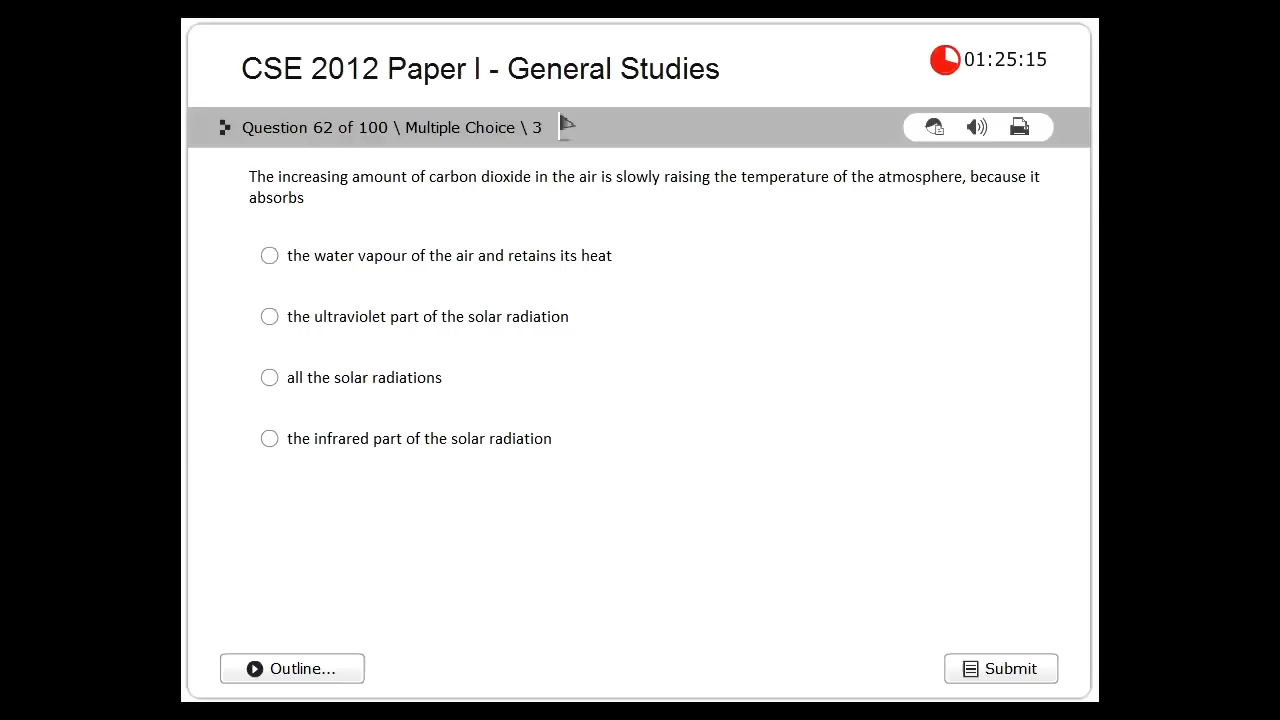 CSE 2012 Paper I - General Studies
01:25:15
Question 62 of 100 \ Multiple Choice \ 3
The increasing amount of carbon dioxide in the air is slowly raising the temperature of the atmosphere, because it
absorbs
the water vapour of the air and retains its heat
the ultraviolet part of the solar radiation
all the solar radiations
the infrared part of the solar radiation
Outline...
Submit